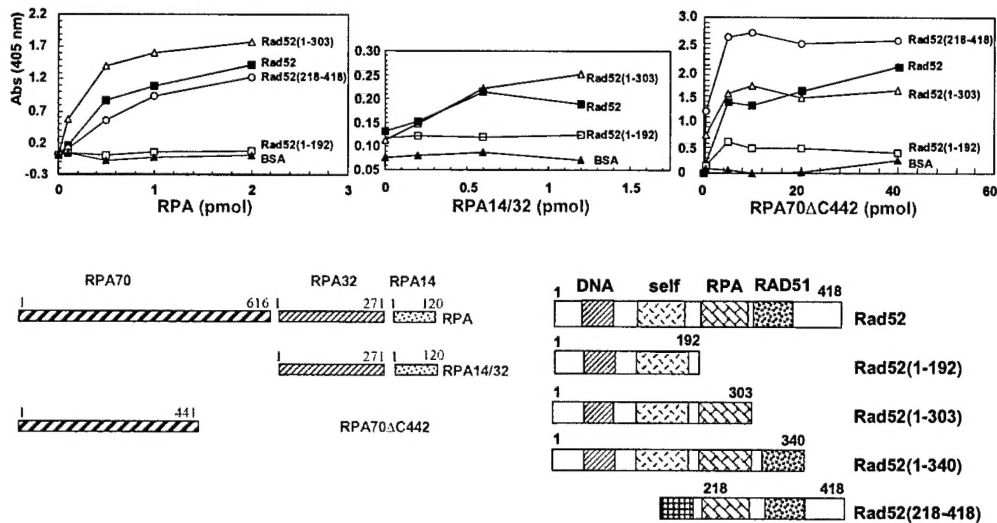 Abs (405 nm)
2.2
1.7
1.2
0.7
0.2
-0.3
0
1
2
3
RPA (pmol)
Rad52(1-303)
Rad52
Rad52(218-418)
Rad52(1-192)
BSA
0.30
0.25
0.20
0.15
0.10
0.05
0.0
0.5
1.0
1.5
RPA14/32 (pmol)
Rad52(1-303)
Rad52
Rad52(1-192)
BSA
3.0
2.5
2.0
1.5
1.0
0.5
0
0
20
40
60
RPA70ΔC442 (pmol)
Rad52(218-418)
Rad52
Rad52(1-303)
Rad52(1-192)
BSA
RPA70 RPA32 RPA14
1 616 1 271 1 120
RPA
1 271 1 120
RPA14/32
1 441
RPA70ΔC442
DNA self RPA RAD51
1 418
Rad52
1 192
Rad52(1-192)
1 303
Rad52(1-303)
1 340
Rad52(1-340)
218 418
Rad52(218-418)